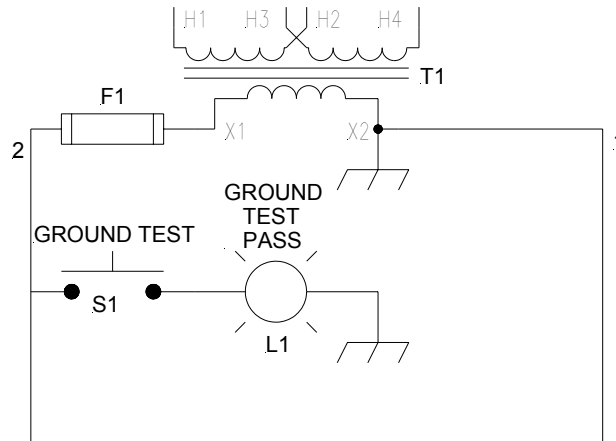 H1 H3 H2 H4
T1
F1
X1 X2
2
GROUND
TEST
PASS
GROUND TEST
S1
L1